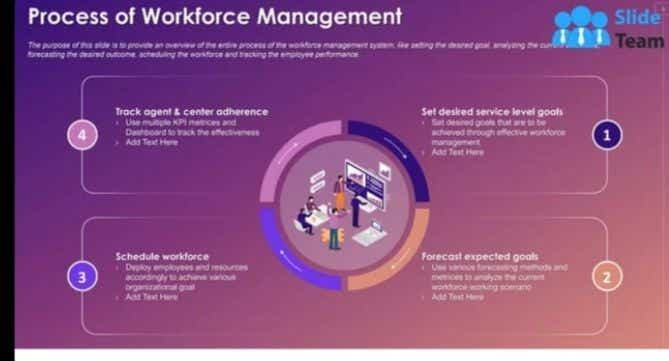 Process of Workforce Management
Slide
Team
The purpose of this slide is to provide an overview of the entire process of the workforce management system, like setting the desired goal, analyzing the
forecasting the desired outcome, scheduling the workforce and tracking the employee performance.
Set desired service level goals
› Set desired goals that are to be
achieved through effective workforce
management
› Add Text Here
1
Forecast expected goals
› Use various forecasting methods and
metrices to analyze the current
workforce working scenario
› Add Text Here
2
Schedule workforce
› Deploy employees and resources
accordingly to achieve various
organizational goal
› Add Text Here
3
Track agent & center adherence
› Use multiple KPI metrices and
Dashboard to track the effectiveness
› Add Text Here
4